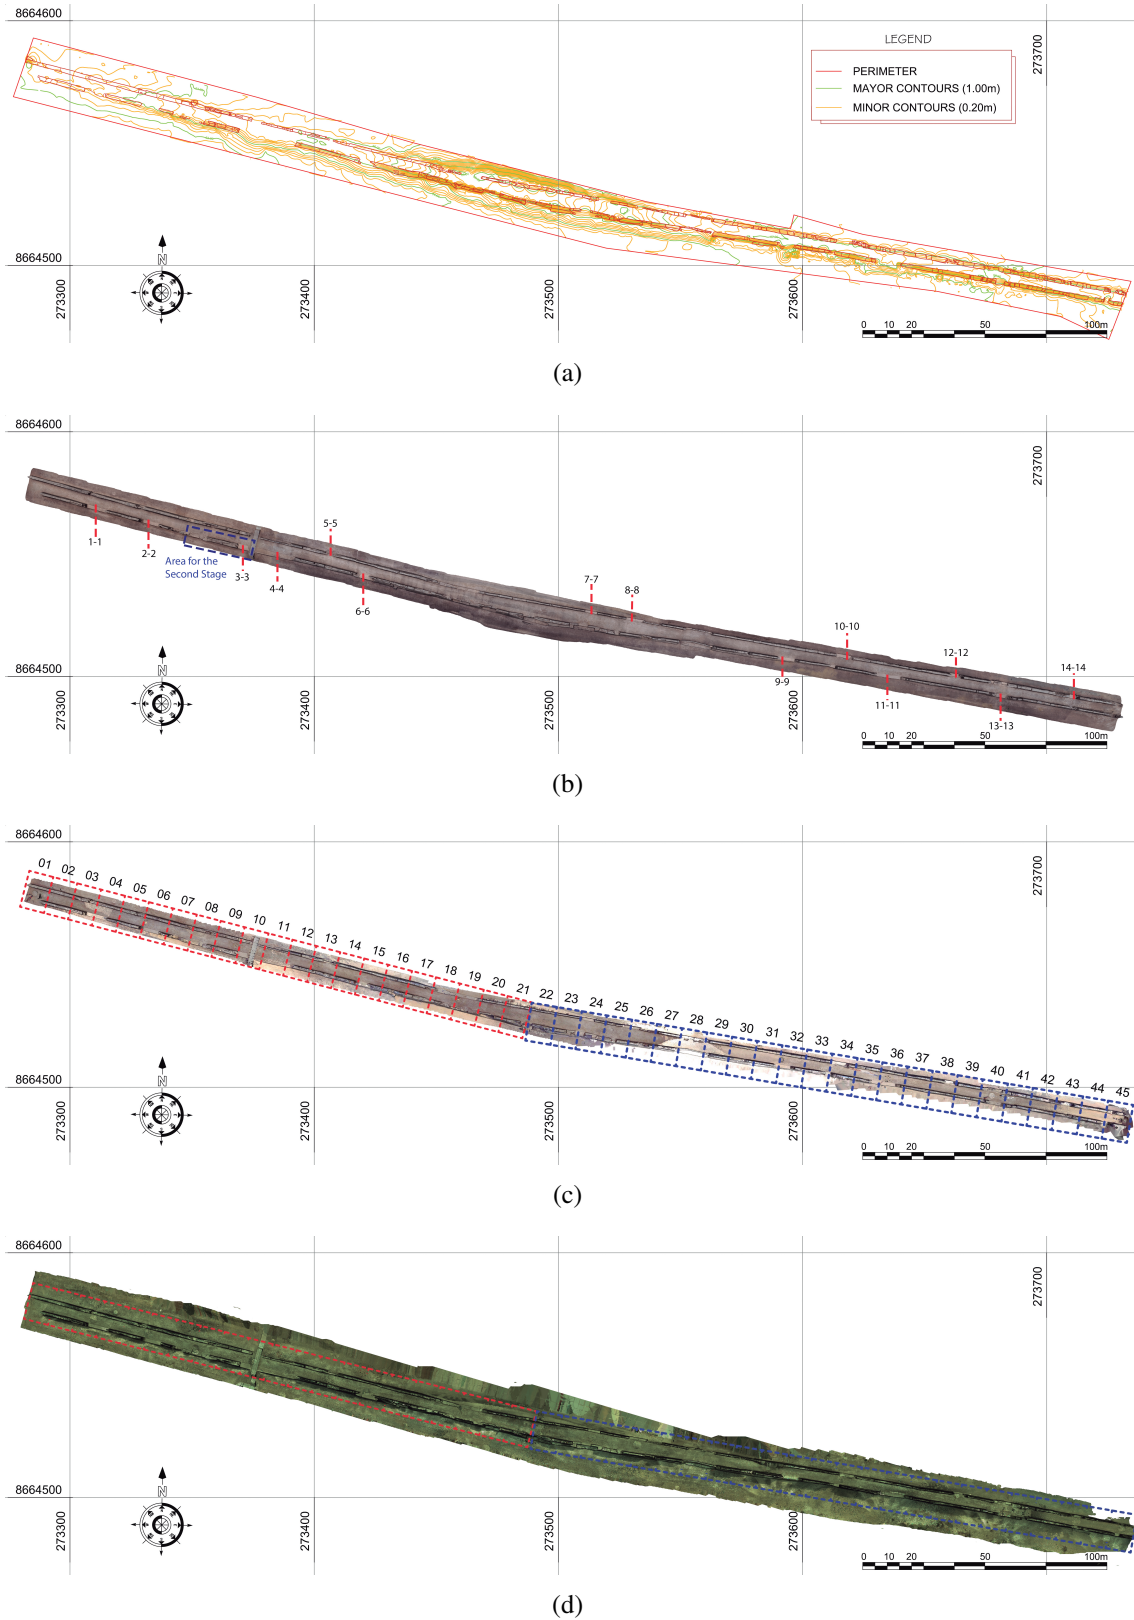 8664600
273700
LEGEND
PERIMETER
MAYOR CONTOURS (1.00m)
MINOR CONTOURS (0.20m)
8664500
N
273300
273400
273500
273600
0 10 20 50 100m
(a)
8664600
273700
5-5
1-1
2-2
Area for the
Second Stage
3-3
4-4
6-6
7-7
8-8
10-10
12-12
14-14
8664500
9-9
11-11
13-13
N
273300
273400
273500
273600
0 10 20 50 100m
(b)
8664600
273700
01 02 03 04 05 06 07 08 09 10 11 12 13 14 15 16 17 18 19 20 21 22 23 24 25 26 27 28 29 30 31 32 33 34 35 36 37 38 39 40 41 42 43 44 45
8664500
N
273300
273400
273500
273600
0 10 20 50 100m
(c)
8664600
273700
8664500
N
273300
273400
273500
273600
0 10 20 50 100m
(d)